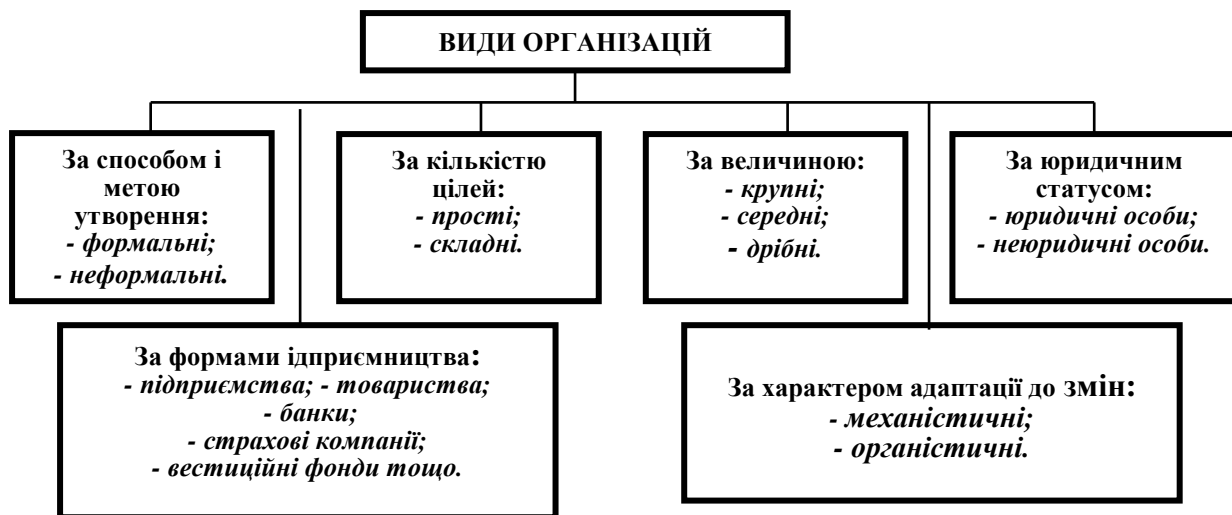 ВИДИ ОРГАНІЗАЦІЙ
За способом і
метою
утворення:
- формальні;
- неформальні.
За кількістю
цілей:
- прості;
- складні.
За величиною:
- крупні;
- середні;
- дрібні.
За юридичним
статусом:
- юридичні особи;
- неюридичні особи.
За формами ідприємництва:
- підприємства; - товариства;
- банки;
- страхові компанії;
- вестиційні фонди тощо.
За характером адаптації до змін:
- механістичні;
- органістичні.